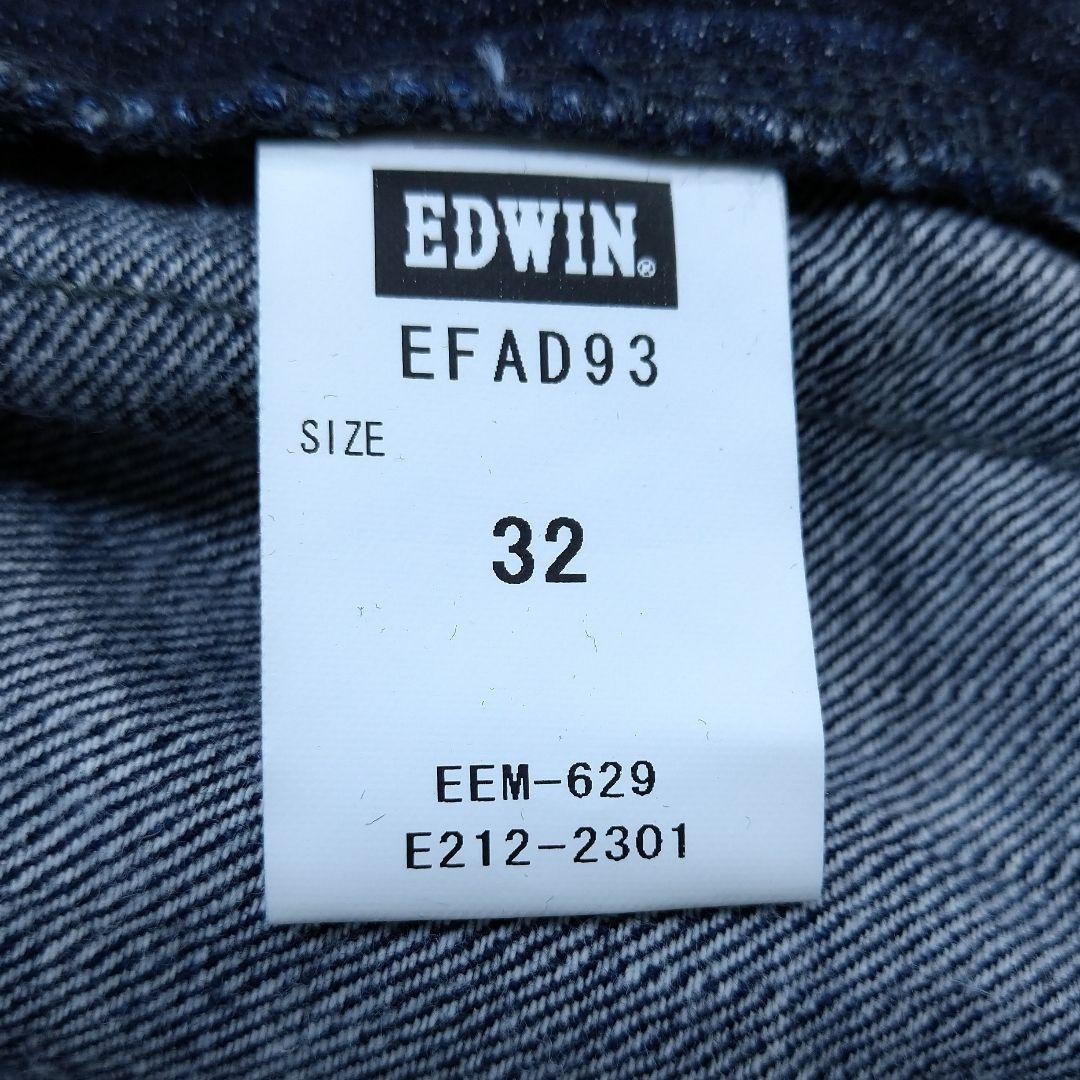 EDWIN®
EFAD93
SIZE
32
EEM-629
E212-2301